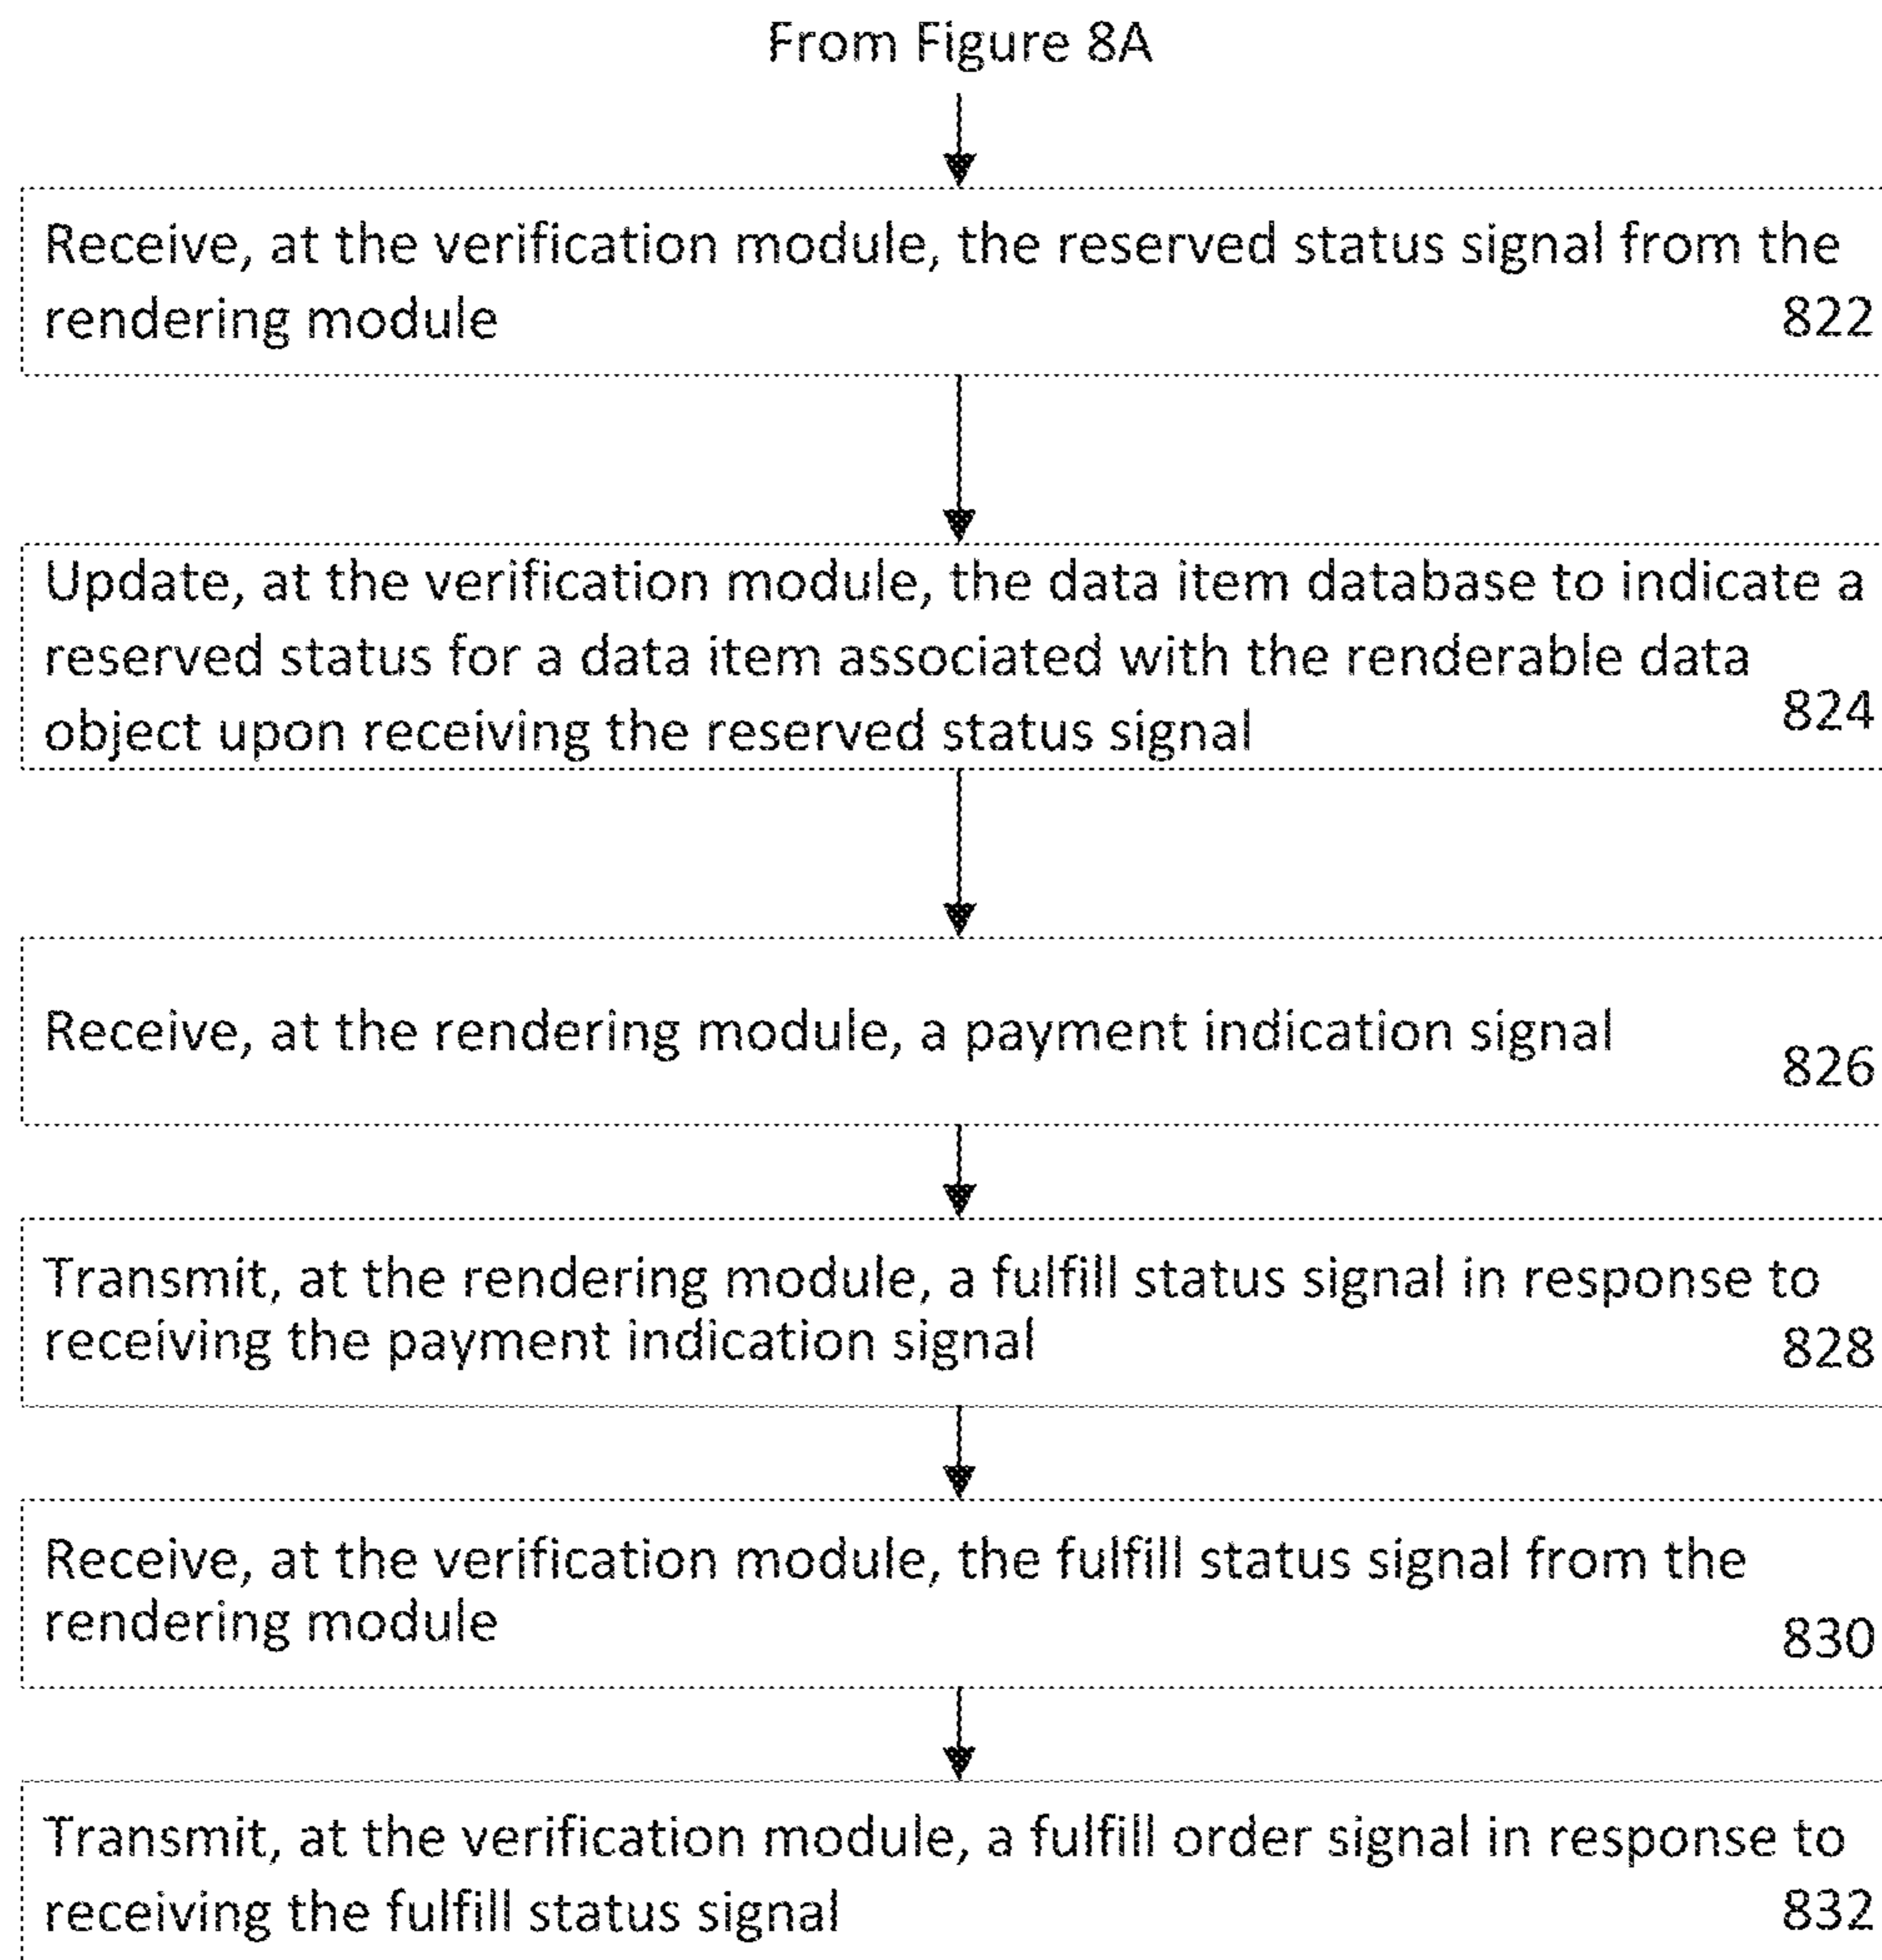 From Figure 8A
Receive, at the verification module, the reserved status signal from the
rendering module
822
Update, at the verification module, the data item database to indicate a
reserved status for a data item associated with the renderable data
object upon receiving the reserved status signal
824
Receive, at the rendering module, a payment indication signal
826
Transmit, at the rendering module, a fulfill status signal in response to
receiving the payment indication signal
828
Receive, at the verification module, the fulfill status signal from the
rendering module
830
Transmit, at the verification module, a fulfill order signal in response to
receiving the fulfill status signal
832